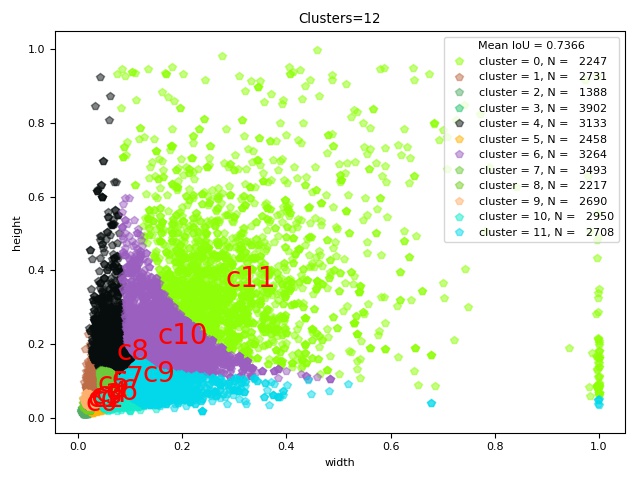 Clusters=12
Mean IoU = 0.7366
cluster = 0, N = 2247
cluster = 1, N = 2731
cluster = 2, N = 1388
cluster = 3, N = 3902
cluster = 4, N = 3133
cluster = 5, N = 2458
cluster = 6, N = 3264
cluster = 7, N = 3493
cluster = 8, N = 2217
cluster = 9, N = 2690
cluster = 10, N = 2950
cluster = 11, N = 2708
1.0
0.8
0.6
0.4
0.2
0.0
height
c11
c10
c8
c9
0.0 0.2 0.4 0.6 0.8 1.0
width